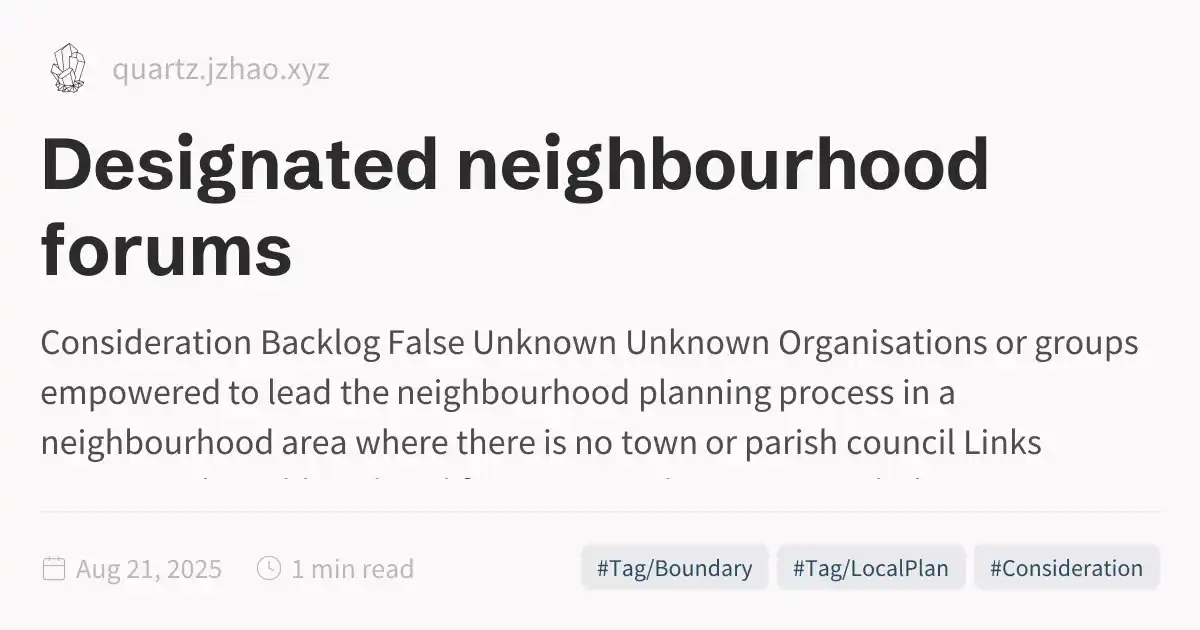 quartz.jzhao.xyz
Designated neighbourhood
forums
Consideration Backlog False Unknown Unknown Organisations or groups
empowered to lead the neighbourhood planning process in a
neighbourhood area where there is no town or parish council Links
Aug 21, 2025
1 min read
#Tag/Boundary
#Tag/LocalPlan
#Consideration